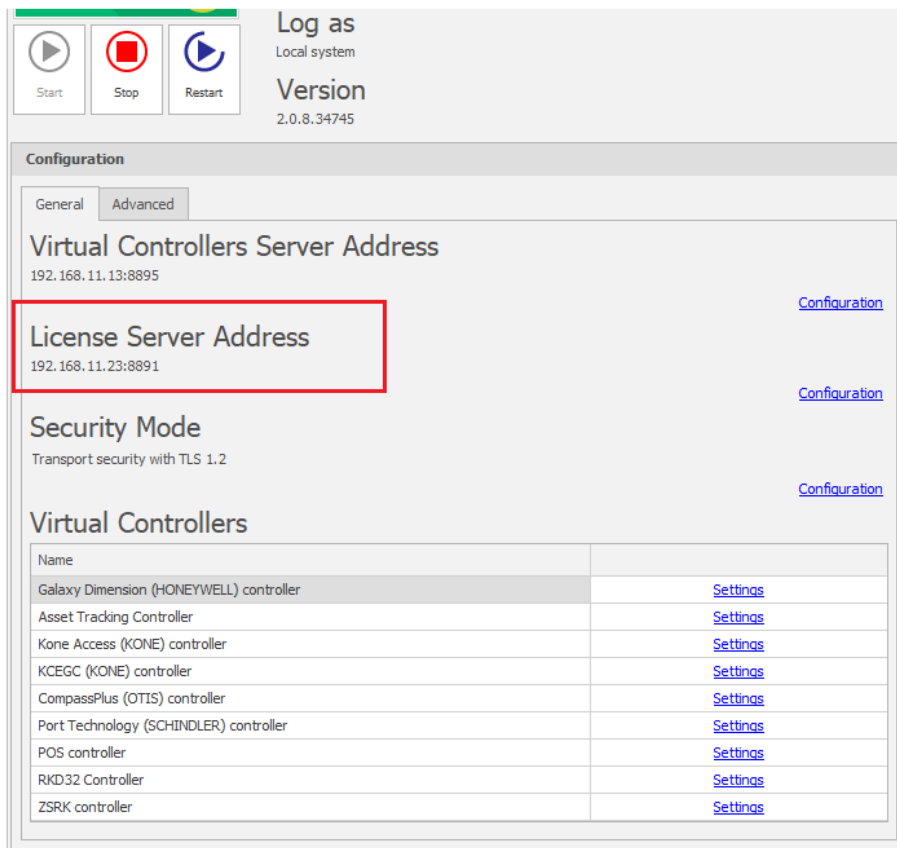 Log as
Local system
Start
Stop
Restart
Version
2.0.8.34745
Configuration
General
Advanced
Virtual Controllers Server Address
192.168.11.13:8895
Configuration
License Server Address
192.168.11.23:8891
Configuration
Security Mode
Transport security with TLS 1.2
Configuration
Virtual Controllers
Name
Galaxy Dimension (HONEYWELL) controller Settings
Asset Tracking Controller Settings
Kone Access (KONE) controller Settings
KCEGC (KONE) controller Settings
CompassPlus (OTIS) controller Settings
Port Technology (SCHINDLER) controller Settings
POS controller Settings
RKD32 Controller Settings
ZSRK controller Settings